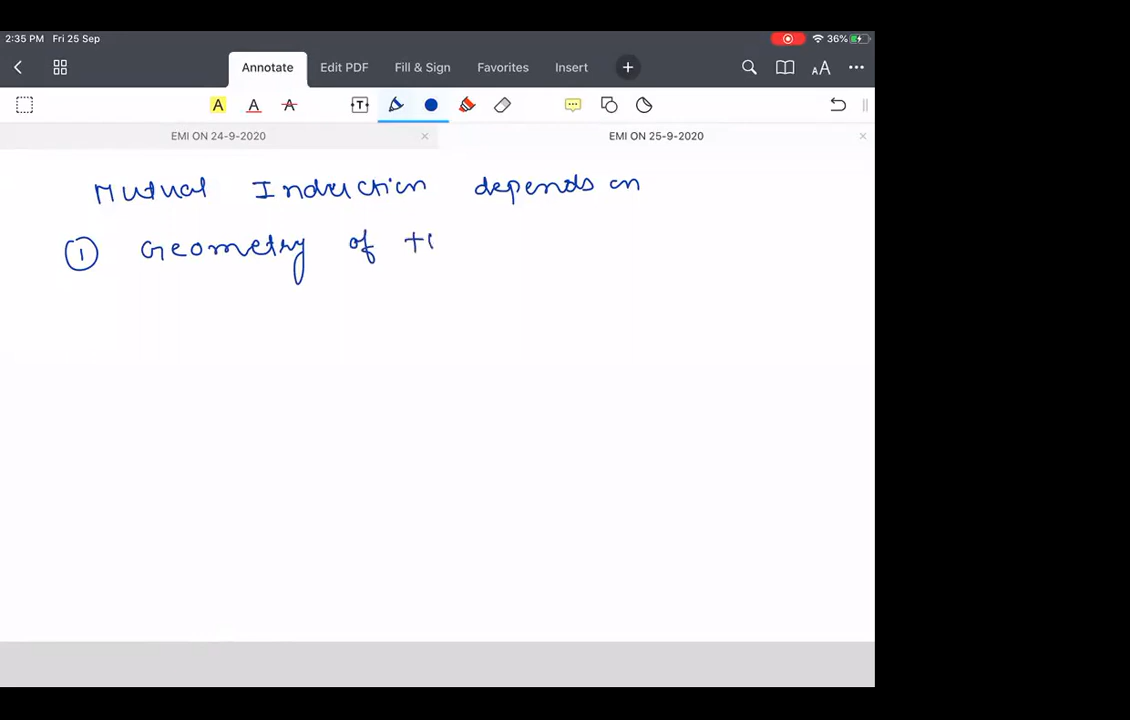 2:35 PM Fri 25 Sep 36%
Annotate Edit PDF Fill & Sign Favorites Insert + AA
A A A T
EMI ON 24-9-2020 × EMI ON 25-9-2020 ×
Mutual Induction depends on
① Geometry of